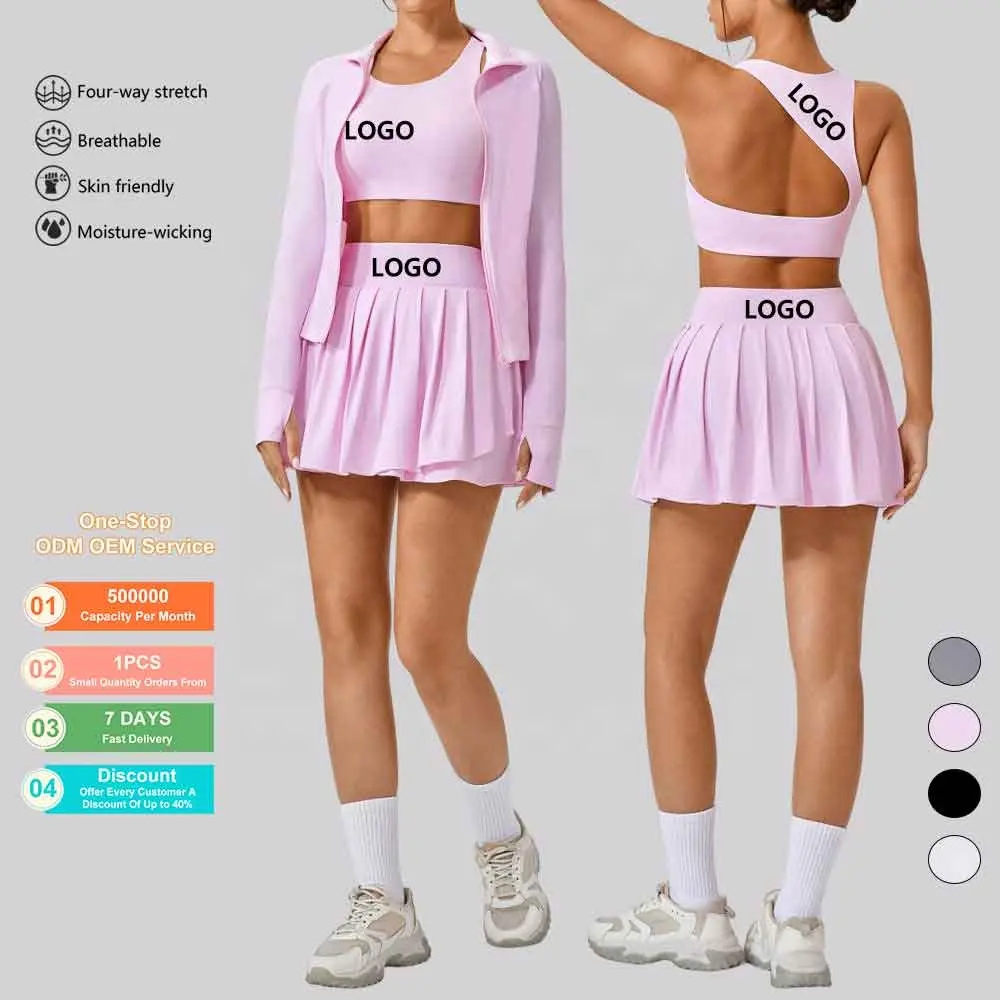 Four-way stretch
Breathable
Skin friendly
Moisture-wicking
LOGO
LOGO
LOGO
LOGO
One-Stop
ODM OEM Service
01
500000
Capacity Per Month
02
1PCS
Small Quantity Orders From
03
7 DAYS
Fast Delivery
04
Discount
Offer Every Customer A
Discount Of Up to 40%